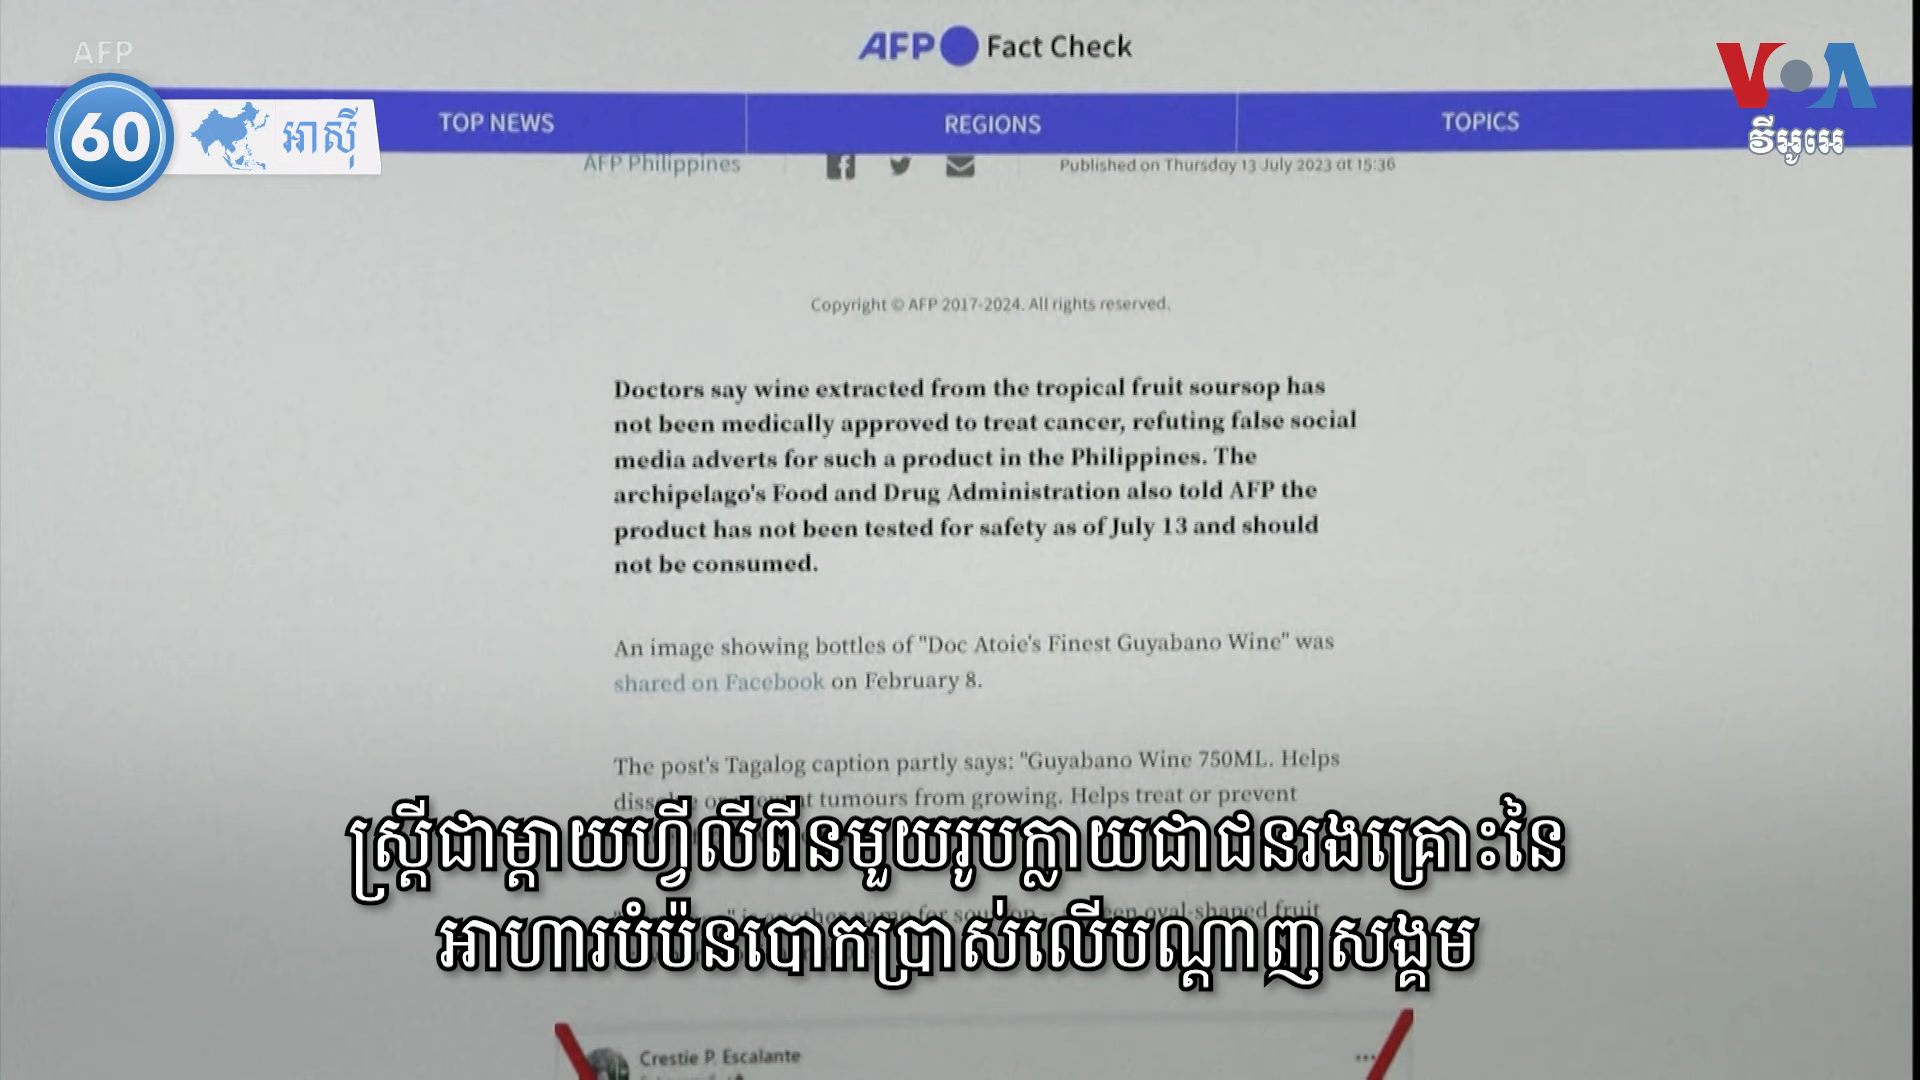 AFP
AFP Fact Check
VOA
វីអូអេ
60 អាស៊ី
TOP NEWS
REGIONS
TOPICS
AFP Philippines
Published on Thursday 13 July 2023 at 15:36
Copyright © AFP 2017-2024. All rights reserved.
Doctors say wine extracted from the tropical fruit soursop has
not been medically approved to treat cancer, refuting false social
media adverts for such a product in the Philippines. The
archipelago's Food and Drug Administration also told AFP the
product has not been tested for safety as of July 13 and should
not be consumed.
An image showing bottles of "Doc Atoie's Finest Guyabano Wine" was
shared on Facebook on February 8.
The post's Tagalog caption partly says: "Guyabano Wine 750ML. Helps
tumours from growing. Helps treat or prevent
ស្ត្រីជាម្តាយហ្វីលីពីនមួយរូបក្លាយជាជនរងគ្រោះនៃ
is another name for oval-shaped fruit
អាហារបំប៉នបោកប្រាស់លើបណ្តាញសង្គម
Crestie P. Escalante